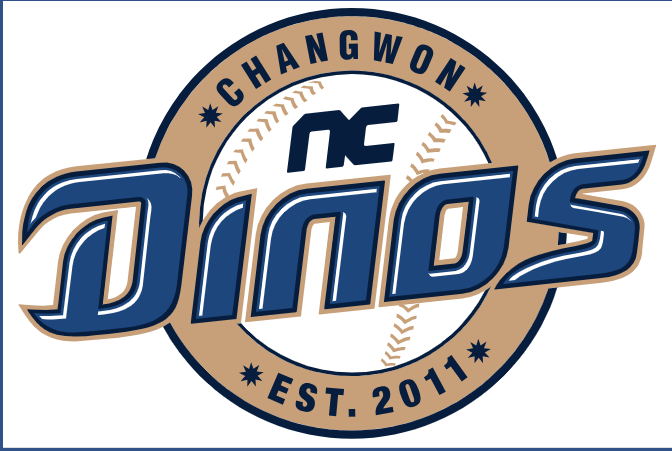 CHANGWON
nc
DINOS
EST. 2011